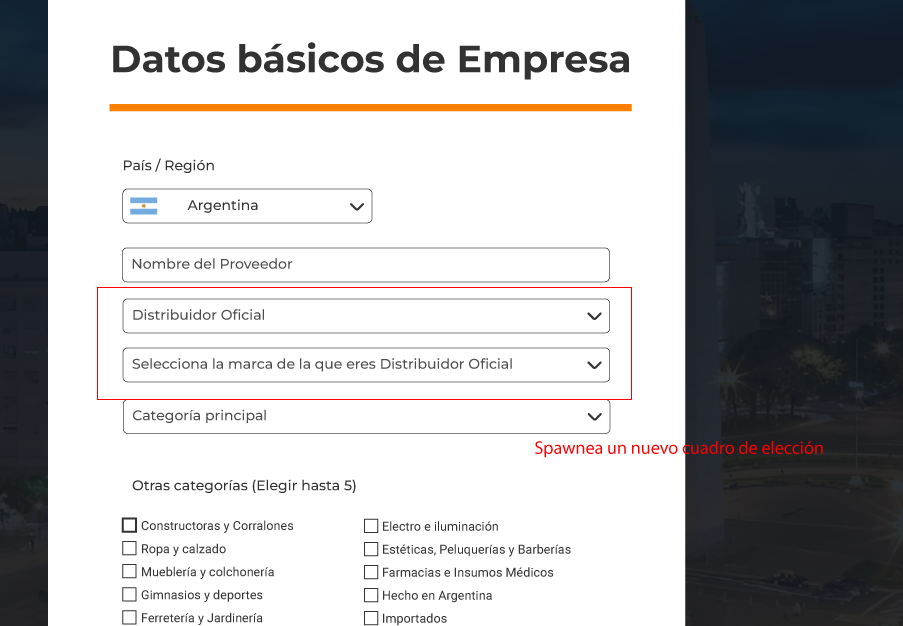 Datos básicos de Empresa
País / Región
Argentina
Nombre del Proveedor
Distribuidor Oficial
Selecciona la marca de la que eres Distribuidor Oficial
Categoría principal
Spawnea un nuevo cuadro de elección
Otras categorías (Elegir hasta 5)
Constructoras y Corralones
Electro e iluminación
Ropa y calzado
Estéticas, Peluquerías y Barberías
Mueblería y colchonería
Farmacias e Insumos Médicos
Gimnasios y deportes
Hecho en Argentina
Ferretería y Jardinería
Importados